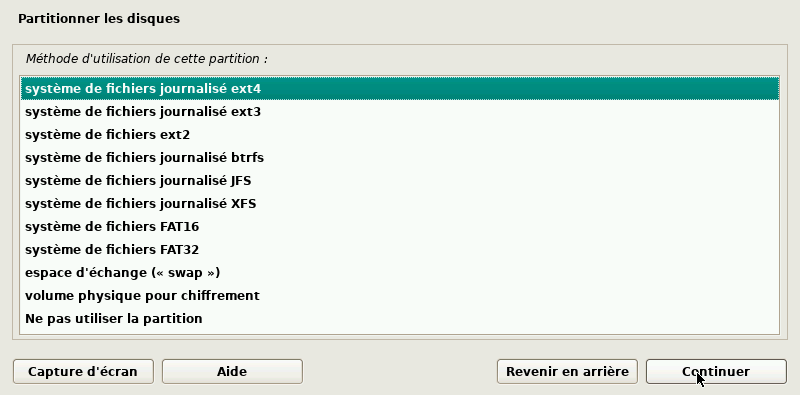 Partitionner les disques
Méthode d'utilisation de cette partition :
système de fichiers journalisé ext4
système de fichiers journalisé ext3
système de fichiers ext2
système de fichiers journalisé btrfs
système de fichiers journalisé JFS
système de fichiers journalisé XFS
système de fichiers FAT16
système de fichiers FAT32
espace d'échange (« swap »)
volume physique pour chiffrement
Ne pas utiliser la partition
Capture d'écran Aide Revenir en arrière Continuer